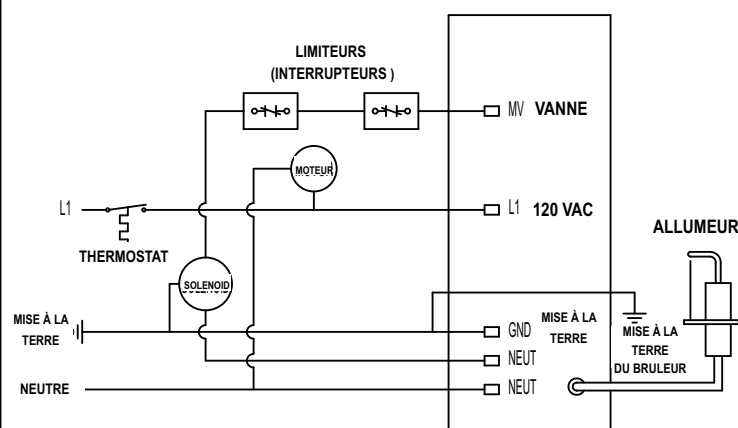 LIMITEURS
(INTERRUPTEURS )
MV VANNE
MOTEUR
L1
L1 120 VAC
ALLUMEUR
THERMOSTAT
SOLENOID
MISE À LA
TERRE
GND
MISE À LA
TERRE
MISE À LA
TERRE
DU BRULEUR
NEUT
NEUTRE
NEUT